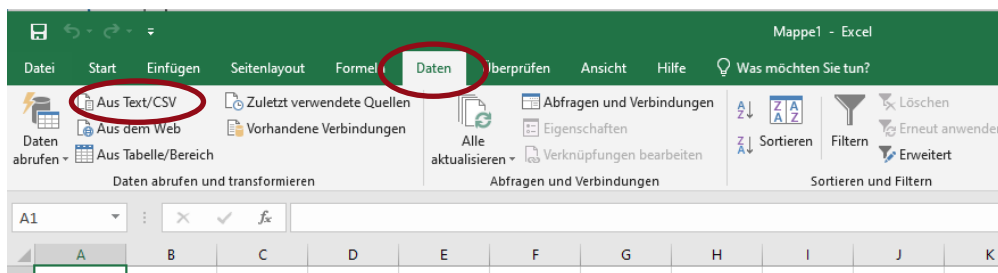 Mappe1 - Excel
Datei Start Einfügen Seitenlayout Formeln Daten Überprüfen Ansicht Hilfe Was möchten Sie tun?
Daten abrufen
Aus Text/CSV
Aus dem Web
Aus Tabelle/Bereich
Zuletzt verwendete Quellen
Vorhandene Verbindungen
Daten abrufen und transformieren
Alle aktualisieren
Abfragen und Verbindungen
Eigenschaften
Verknüpfungen bearbeiten
Abfragen und Verbindungen
Sortieren
Filtern
Löschen
Erneut anwenden
Erweitert
Sortieren und Filtern
A1 fx
A B C D E F G H I J K